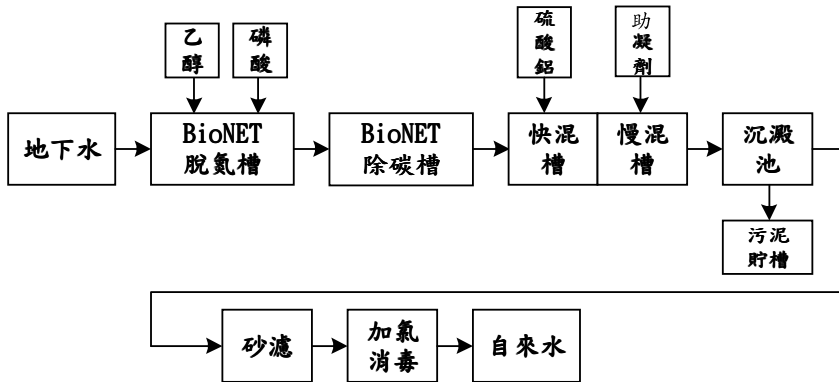 乙
醇
磷
酸
硫
酸
鋁
助
凝
劑
地下水
BioNET
脫氮槽
BioNET
除碳槽
快混
槽
慢混
槽
沉澱
池
污泥
貯槽
砂濾
加氯
消毒
自來水